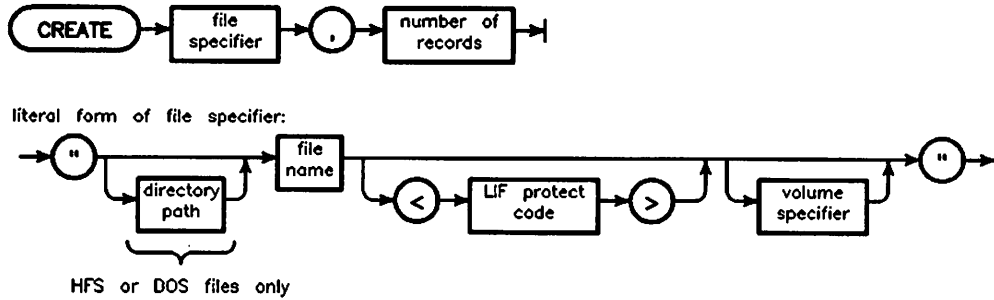 CREATE
file specifier
,
number of records
literal form of file specifier:
"
directory path
file name
<
LIF protect code
>
volume specifier
"
HFS or DOS files only